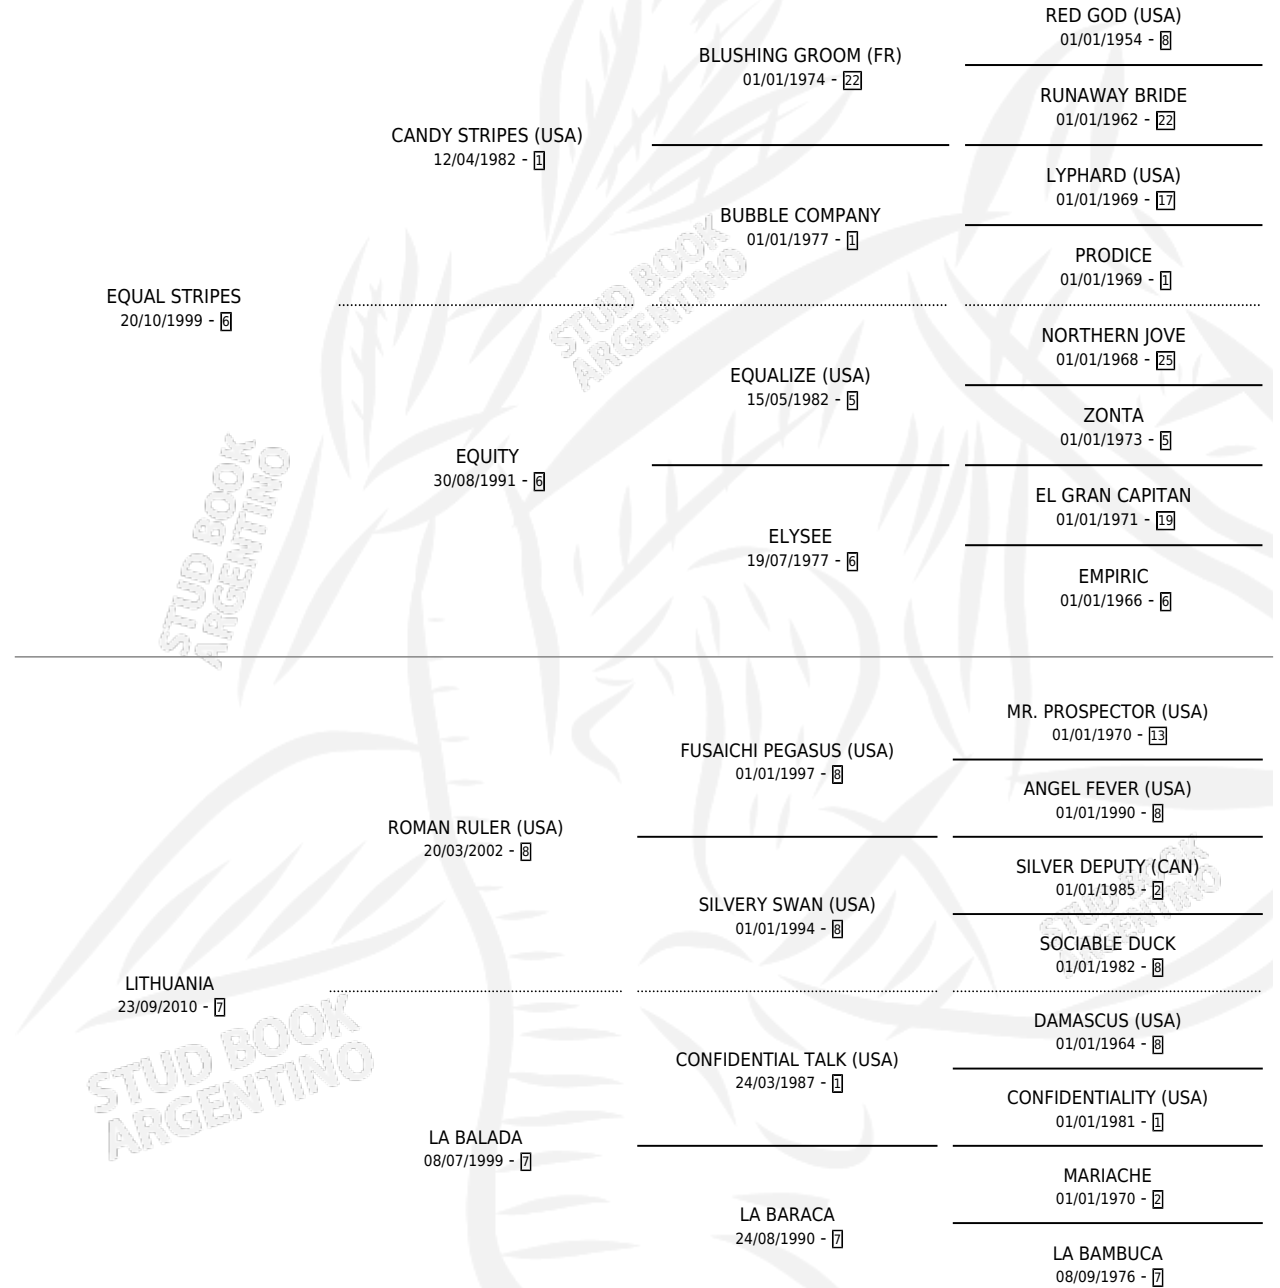 RED GOD (USA)
01/01/1954 - 8
BLUSHING GROOM (FR)
01/01/1974 - 22
RUNAWAY BRIDE
01/01/1962 - 22
CANDY STRIPES (USA)
12/04/1982 - 1
LYPHARD (USA)
01/01/1969 - 17
BUBBLE COMPANY
01/01/1977 - 1
PRODICE
01/01/1969 - 1
EQUAL STRIPES
20/10/1999 - 6
NORTHERN JOVE
01/01/1968 - 25
EQUALIZE (USA)
15/05/1982 - 5
ZONTA
01/01/1973 - 5
EQUITY
30/08/1991 - 6
EL GRAN CAPITAN
01/01/1971 - 19
ELYSEE
19/07/1977 - 6
EMPIRIC
01/01/1966 - 6
STUD BOOK
ARGENTINO
STUD BOOK
ARGENTINO
MR. PROSPECTOR (USA)
01/01/1970 - 13
FUSAICHI PEGASUS (USA)
01/01/1997 - 8
ANGEL FEVER (USA)
01/01/1990 - 8
ROMAN RULER (USA)
20/03/2002 - 8
SILVER DEPUTY (CAN)
01/01/1985 - 2
SILVERY SWAN (USA)
01/01/1994 - 8
SOCIABLE DUCK
01/01/1982 - 8
LITHUANIA
23/09/2010 - 7
DAMASCUS (USA)
01/01/1964 - 8
CONFIDENTIAL TALK (USA)
24/03/1987 - 1
CONFIDENTIALITY (USA)
01/01/1981 - 1
LA BALADA
08/07/1999 - 7
MARIACHE
01/01/1970 - 2
LA BARACA
24/08/1990 - 7
LA BAMBUCA
08/09/1976 - 7
STUD BOOK
ARGENTINO
STUD BOOK
ARGENTINO